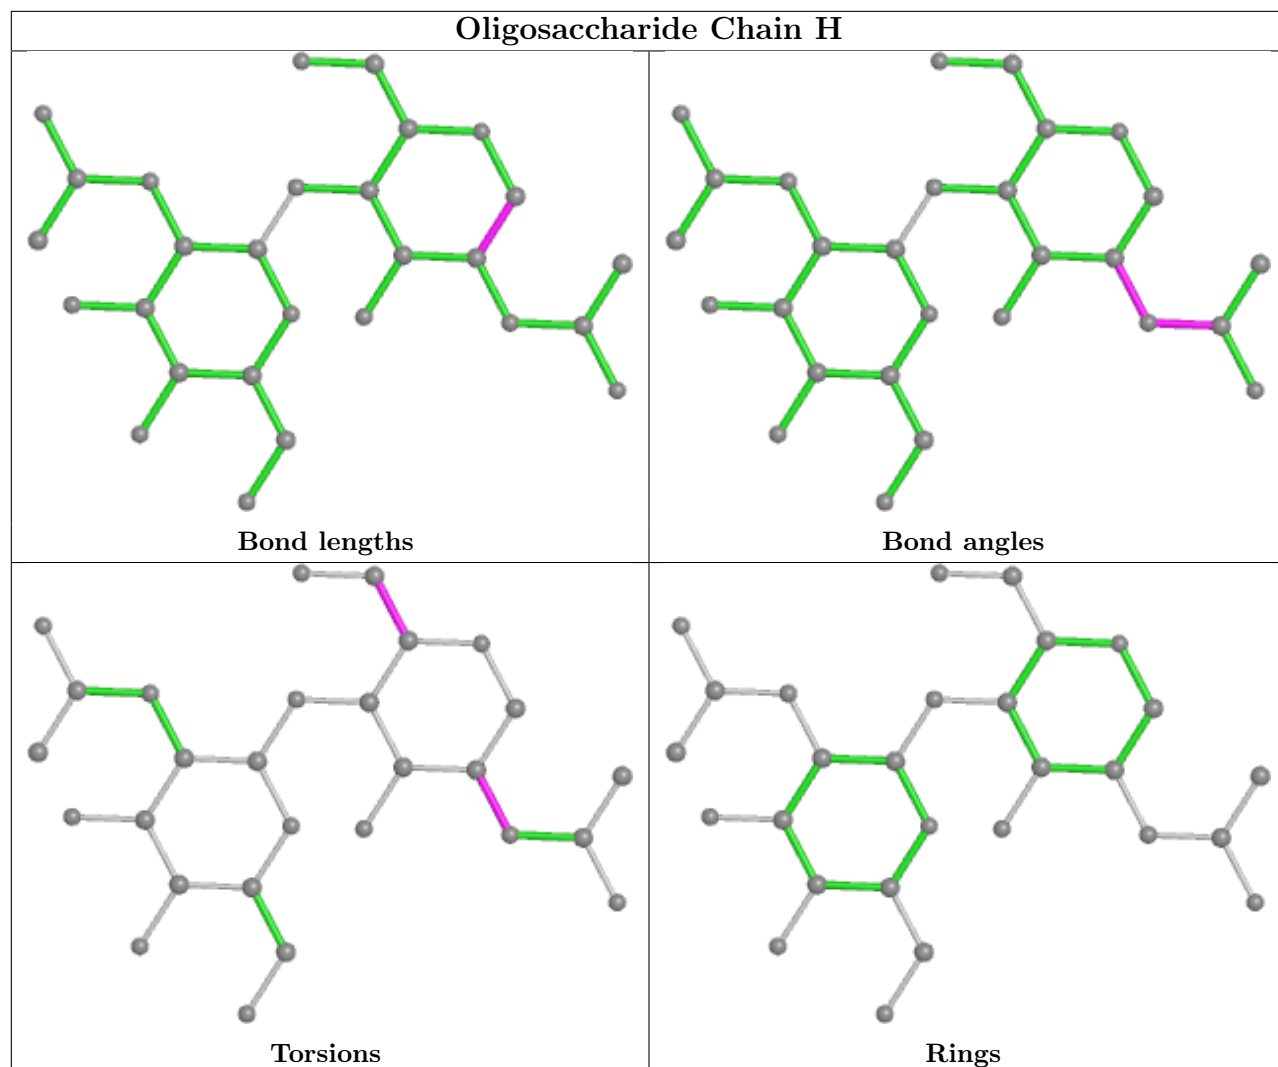 Oligosaccharide Chain H
Bond lengths
Bond angles
Torsions
Rings